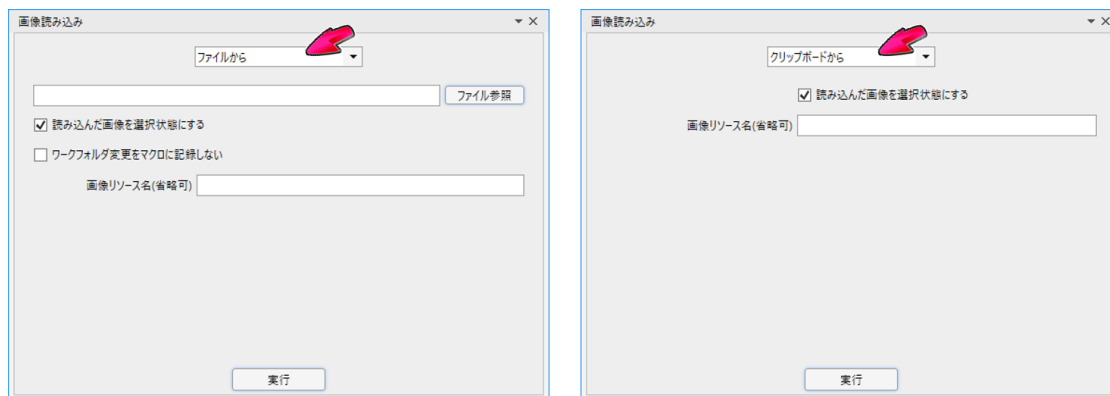 画像読み込み
ファイルから
ファイル参照
読み込んだ画像を選択状態にする
ワークフォルダ変更をマクロに記録しない
画像リソース名(省略可)
実行
画像読み込み
クリップボードから
読み込んだ画像を選択状態にする
画像リソース名(省略可)
実行